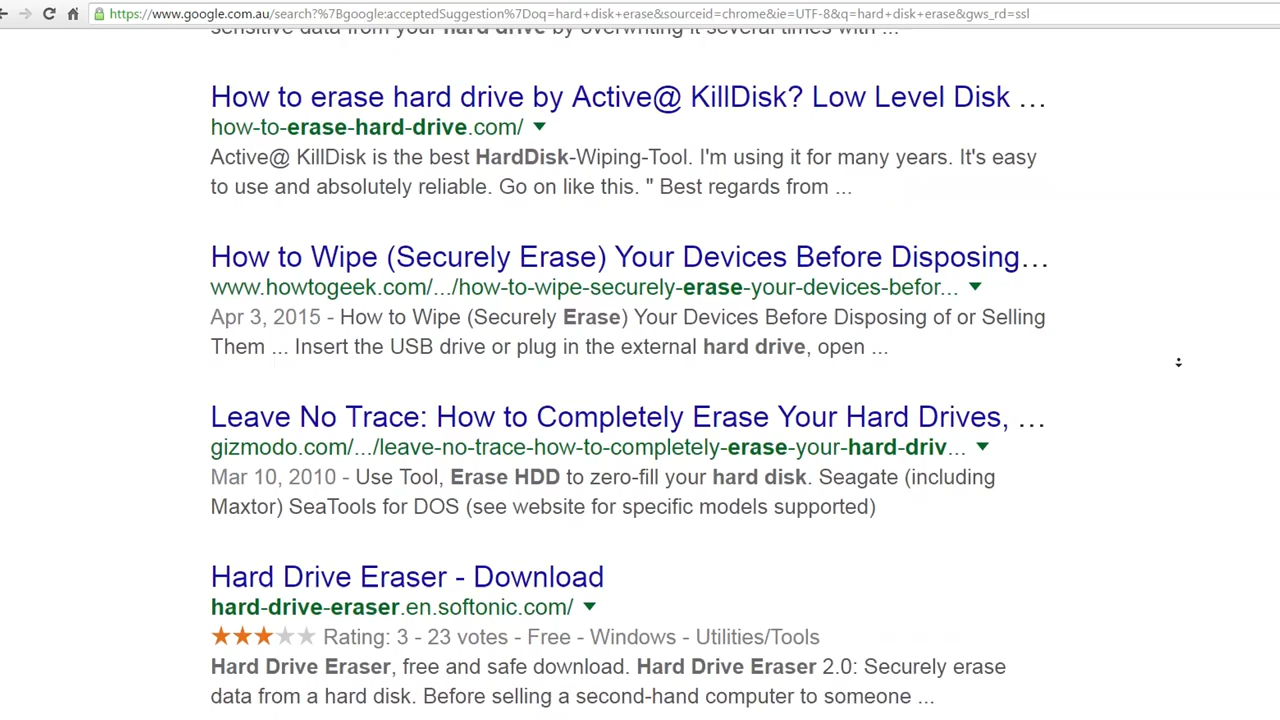 https://www.google.com.au/search?%7Bgoogle:acceptedSuggestion%7Doq=hard+disk+erase&sourceid=chrome&ie=UTF-8&q=hard+disk+erase&gws_rd=ssl
sensitive data from your hard drive by overwriting it several times with ...
How to erase hard drive by Active@ KillDisk? Low Level Disk ...
how-to-erase-hard-drive.com/
Active@ KillDisk is the best HardDisk-Wiping-Tool. I'm using it for many years. It's easy
to use and absolutely reliable. Go on like this. " Best regards from ...
How to Wipe (Securely Erase) Your Devices Before Disposing...
www.howtogeek.com/.../how-to-wipe-securely-erase-your-devices-befor...
Apr 3, 2015 - How to Wipe (Securely Erase) Your Devices Before Disposing of or Selling
Them ... Insert the USB drive or plug in the external hard drive, open ...
Leave No Trace: How to Completely Erase Your Hard Drives, ...
gizmodo.com/.../leave-no-trace-how-to-completely-erase-your-hard-driv...
Mar 10, 2010 - Use Tool, Erase HDD to zero-fill your hard disk. Seagate (including
Maxtor) SeaTools for DOS (see website for specific models supported)
Hard Drive Eraser - Download
hard-drive-eraser.en.softonic.com/
Rating: 3 - 23 votes - Free - Windows - Utilities/Tools
Hard Drive Eraser, free and safe download. Hard Drive Eraser 2.0: Securely erase
data from a hard disk. Before selling a second-hand computer to someone ...